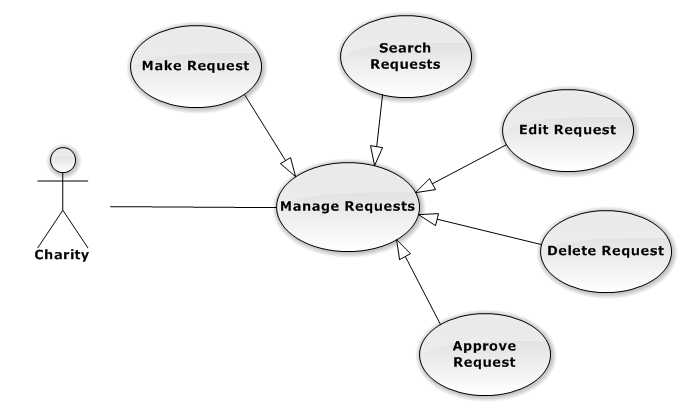 Make Request
Search
Requests
Edit Request
Manage Requests
Charity
Delete Request
Approve
Request